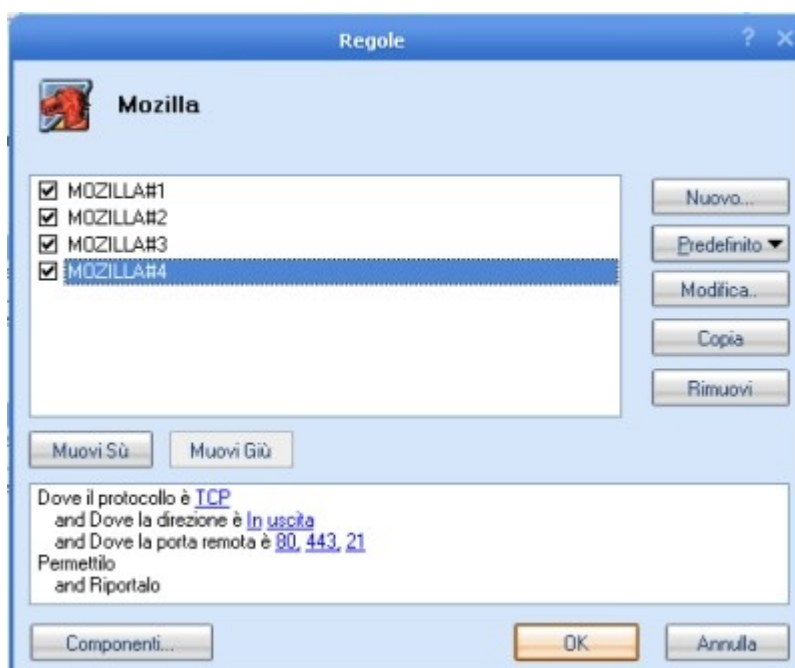 Regole
Mozilla
MOZILLA#1
MOZILLA#2
MOZILLA#3
MOZILLA#4
Nuovo...
Predefinito
Modifica..
Copia
Rimuovi
Muovi Sù
Muovi Giù
Dove il protocollo è TCP
and Dove la direzione è In uscita
and Dove la porta remota è 80, 443, 21
Permettilo
and Riportalo
Componenti...
OK
Annulla